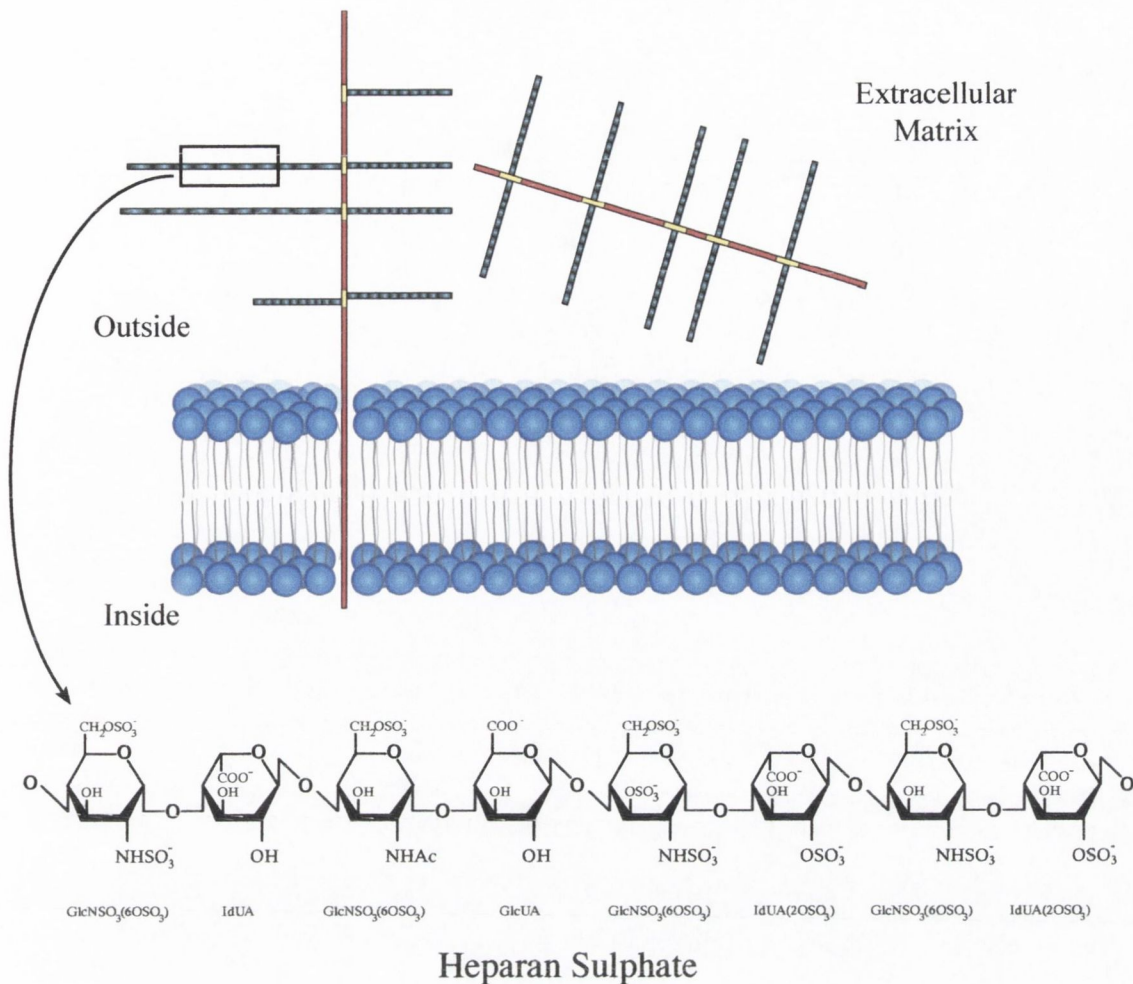 Extracellular
Matrix
Outside
Inside
CH₂OSO₃⁻ CH₂OSO₃⁻ COO⁻ CH₂OSO₃⁻ CH₂OSO₃⁻
O O O O O O O O
COO⁻ COO⁻ COO⁻
O OH OH O OH OH O OSO₃⁻ OH O OH OH O
O O O O
NHSO₃⁻ OH NHAc OH NHSO₃⁻ OSO₃⁻ NHSO₃⁻ OSO₃⁻
GlcNSO₃(6OSO₃) IdUA GlcNSO₃(6OSO₃) GlcUA GlcNSO₃(6OSO₃) IdUA(2OSO₃) GlcNSO₃(6OSO₃) IdUA(2OSO₃)
Heparan Sulphate